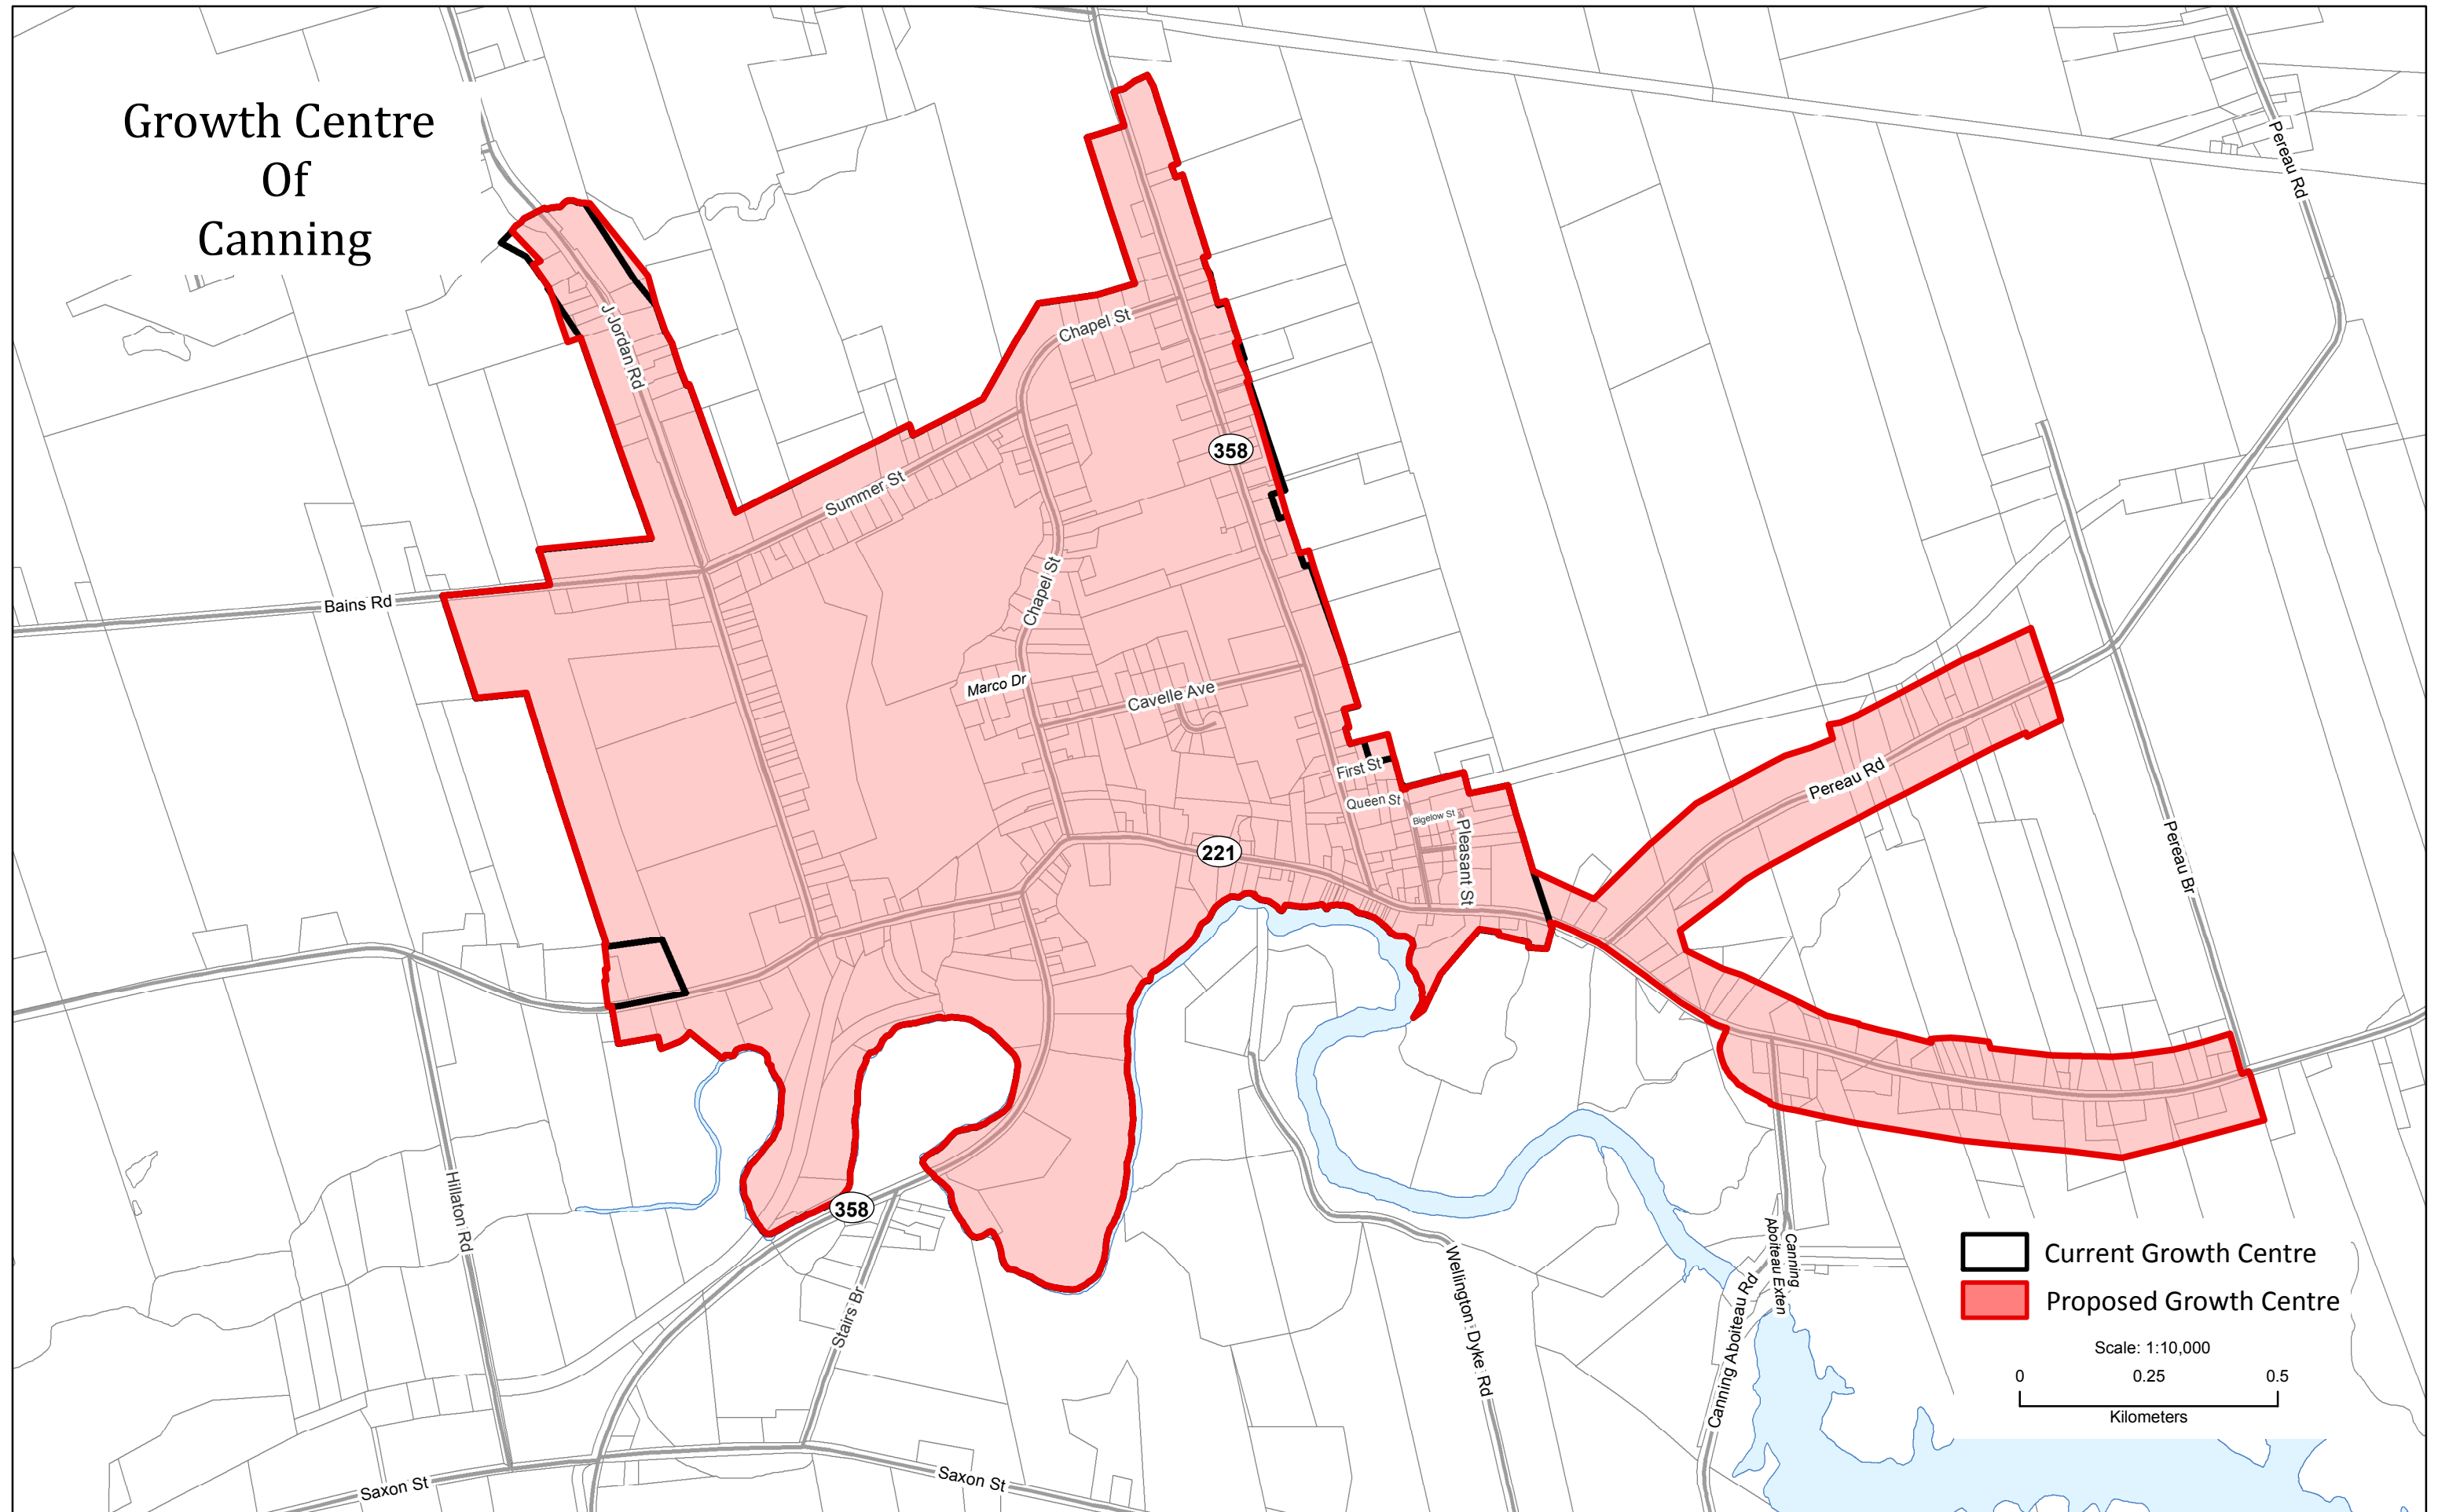 Growth Centre
Of
Canning
Pereau Rd
J Jordan Rd
Chapel St
358
Summer St
Bains Rd
Chapel St
Marco Dr
Cavelle Ave
First St
Queen St
Bigelow St
Pleasant St
221
Pereau Rd
Pereau Br
Hillaton Rd
358
Stairs Br
Wellington Dyke Rd
Canning Aboiteau Rd
Canning
Aboiteau Exten
Saxon St
Saxon St
Current Growth Centre
Proposed Growth Centre
Scale: 1:10,000
0 0.25 0.5
Kilometers